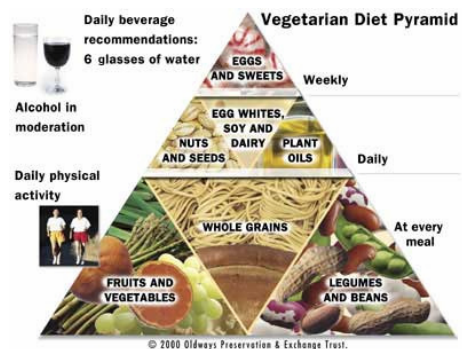 Vegetarian Diet Pyramid
Daily beverage
recommendations:
6 glasses of water
Alcohol in
moderation
Daily physical
activity
EGGS
AND SWEETS
Weekly
EGG WHITES,
SOY AND
DAIRY
NUTS
AND SEEDS
PLANT
OILS
Daily
WHOLE GRAINS
FRUITS AND
VEGETABLES
LEGUMES
AND BEANS
At every
meal
© 2000 Oldways Preservation & Exchange Trust.